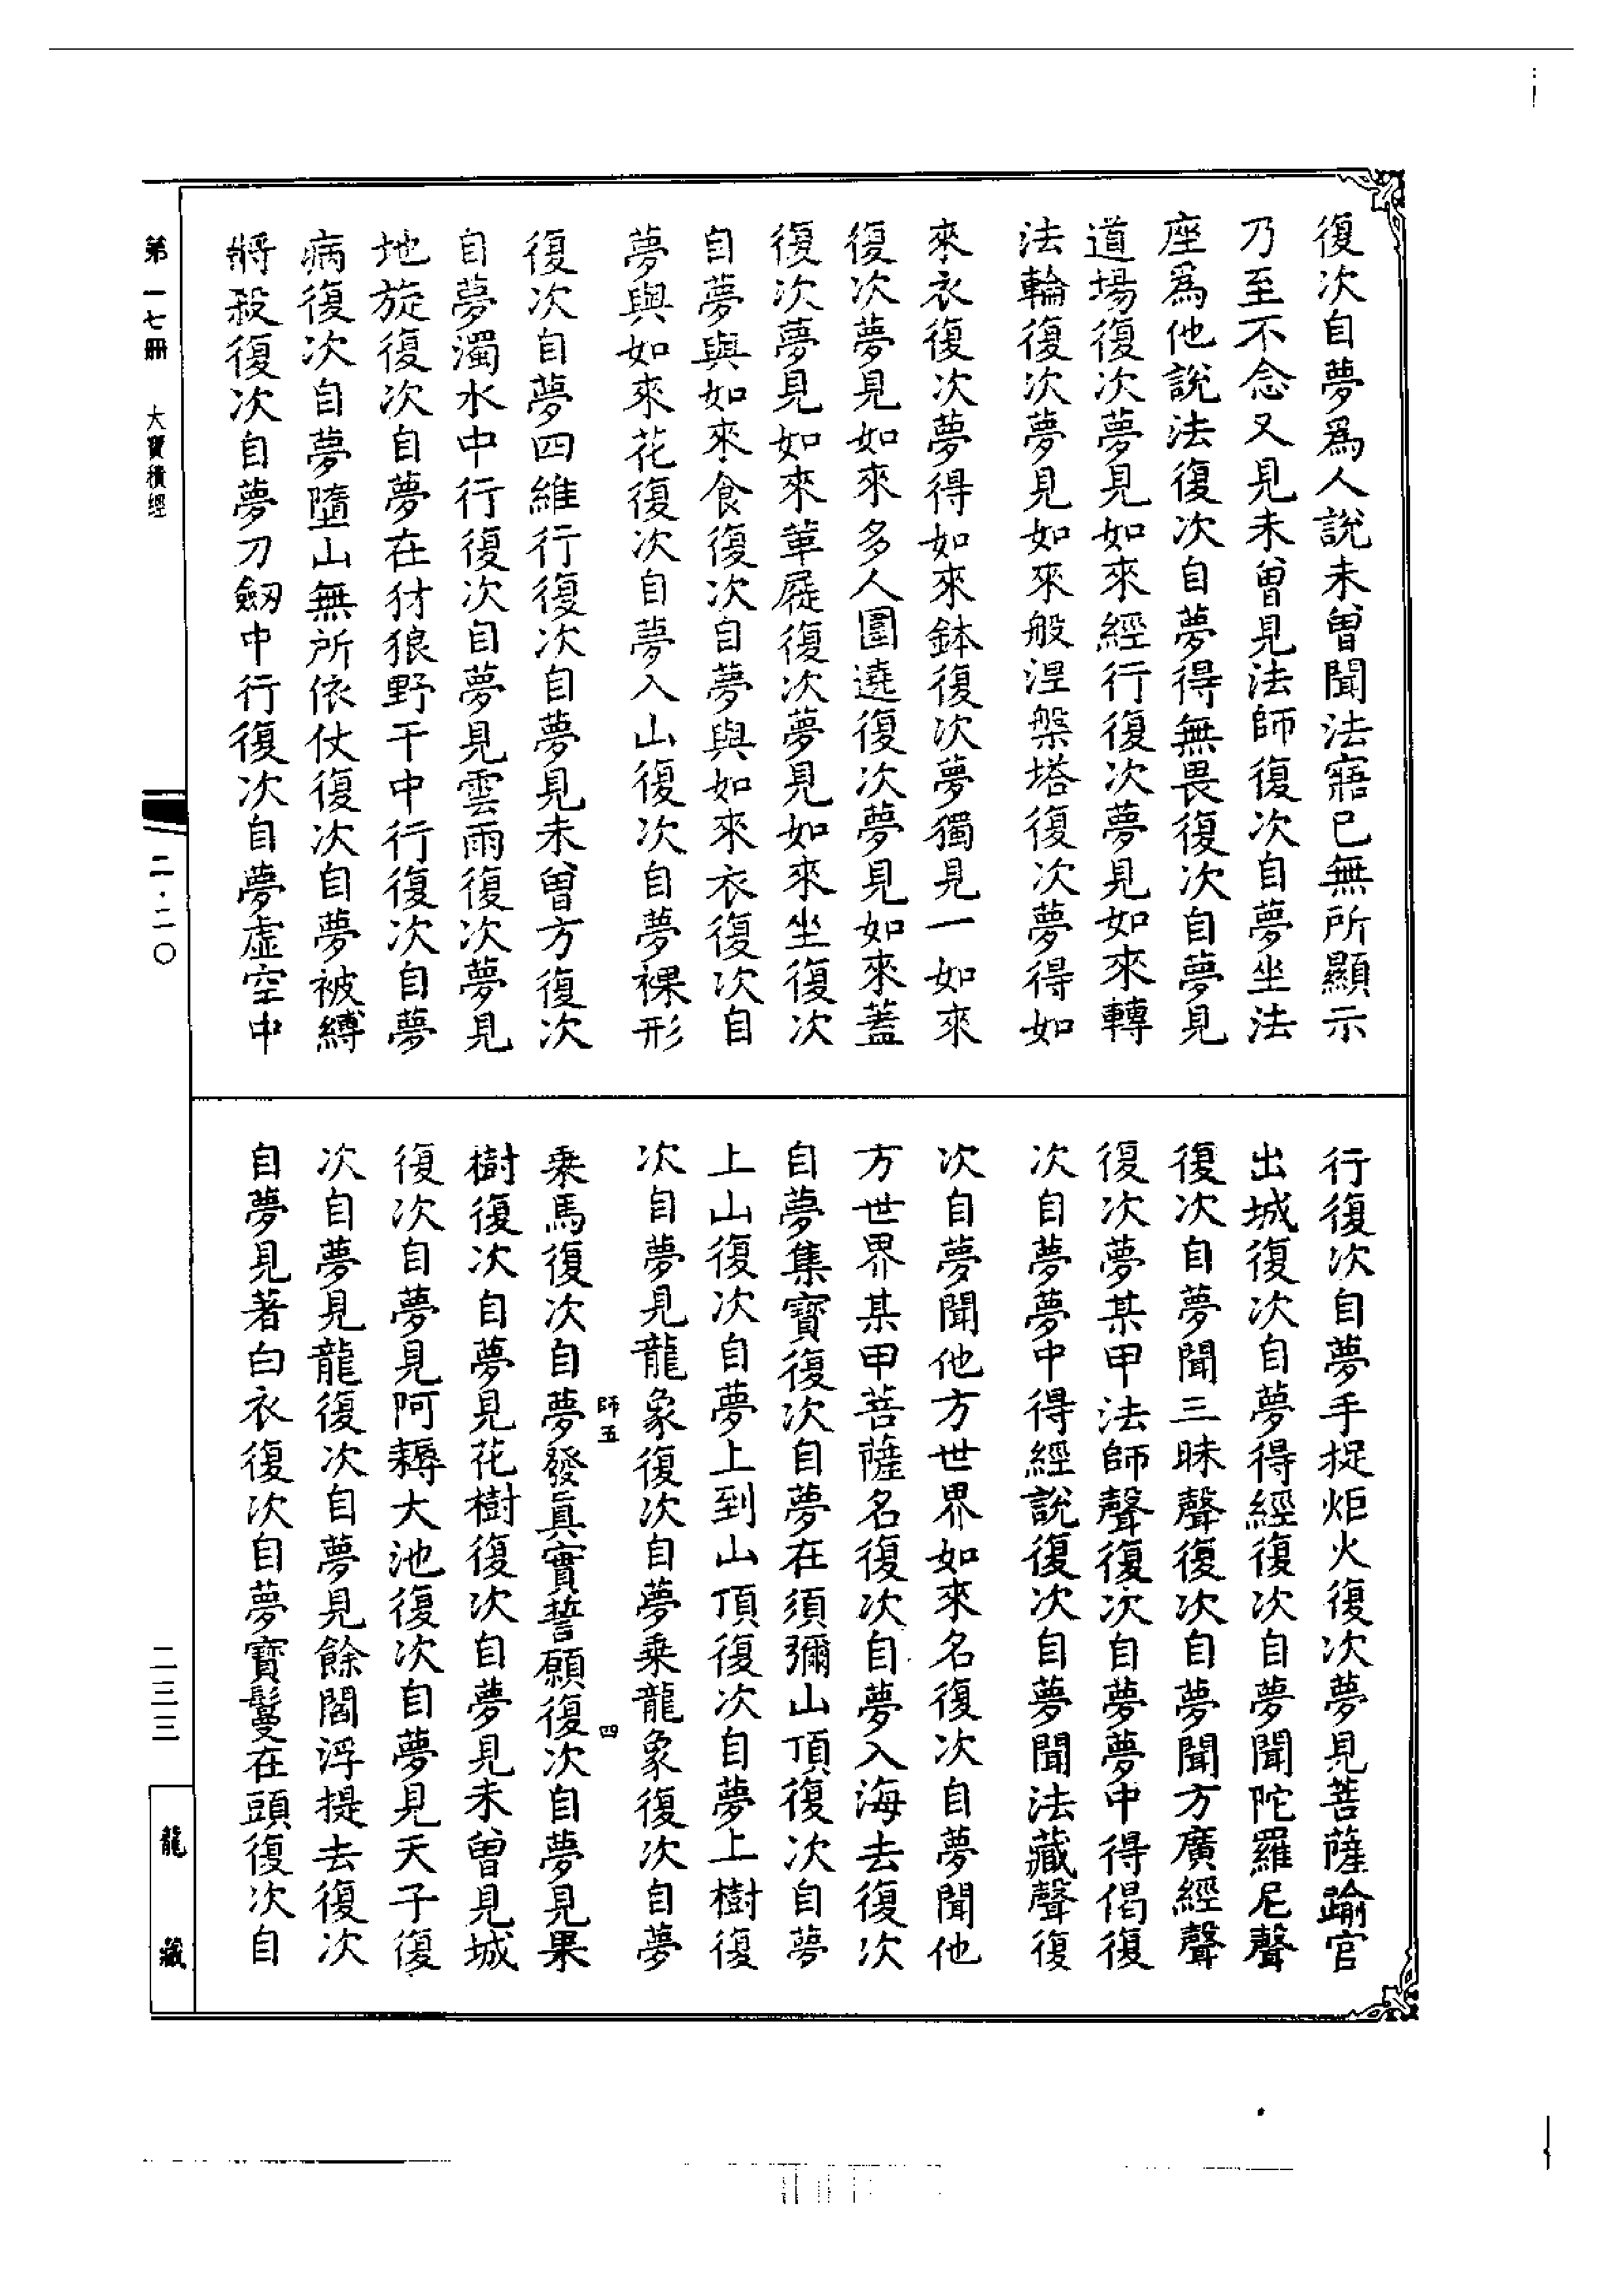 復次自夢爲人說未曾聞法寤已無所顯示
乃至不念又見未曾見法師復次自夢坐法
座爲他說法復次自夢得無畏復次自夢見
道場復次夢見如來經行復次夢見如來轉
法輪復次夢見如來般涅槃塔復次夢得如
來衣復次夢得如來鉢復次夢獨見一如來
復次夢見如來多人圍遶復次夢見如來蓋
復次夢見如來革屣復次夢見如來坐復次
自夢與如來食復次自夢與如來衣復次自
夢與如來花復次自夢入山復次自夢裸形
復次自夢四維行復次自夢見未曾方復次
自夢濁水中行復次自夢見雲雨復次夢見
地旋復次自夢在犲狼野干中行復次自夢
病復次自夢墮山無所依仗復次自夢被縛
將殺復次自夢刀劒中行復次自夢虛空中
行復次自夢手捉炬火復次夢見菩薩踰官
出城復次自夢得經復次自夢聞陀羅尼聲
復次自夢聞三昧聲復次自夢聞方廣經聲
復次夢某甲法師聲復次自夢夢中得偈復
次自夢夢中得經說復次自夢聞法藏聲復
次自夢聞他方世界如來名復次自夢聞他
方世界某甲菩薩名復次自夢入海去復次
自夢集寶復次自夢在須彌山頂復次自夢
上山復次自夢上到山頂復次自夢上樹復
次自夢見龍象復次自夢乘龍象復次自夢
師五
四
乘馬復次自夢發眞實誓願復次自夢見果
樹復次自夢見花樹復次自夢見未曾見城
復次自夢見阿耨大池復次自夢見天子復
次自夢見龍復次自夢見餘閻浮提去復次
自夢見著白衣復次自夢寶鬘在頭復次自
第一七冊 大寶積經
二·二〇
二三三
龍藏